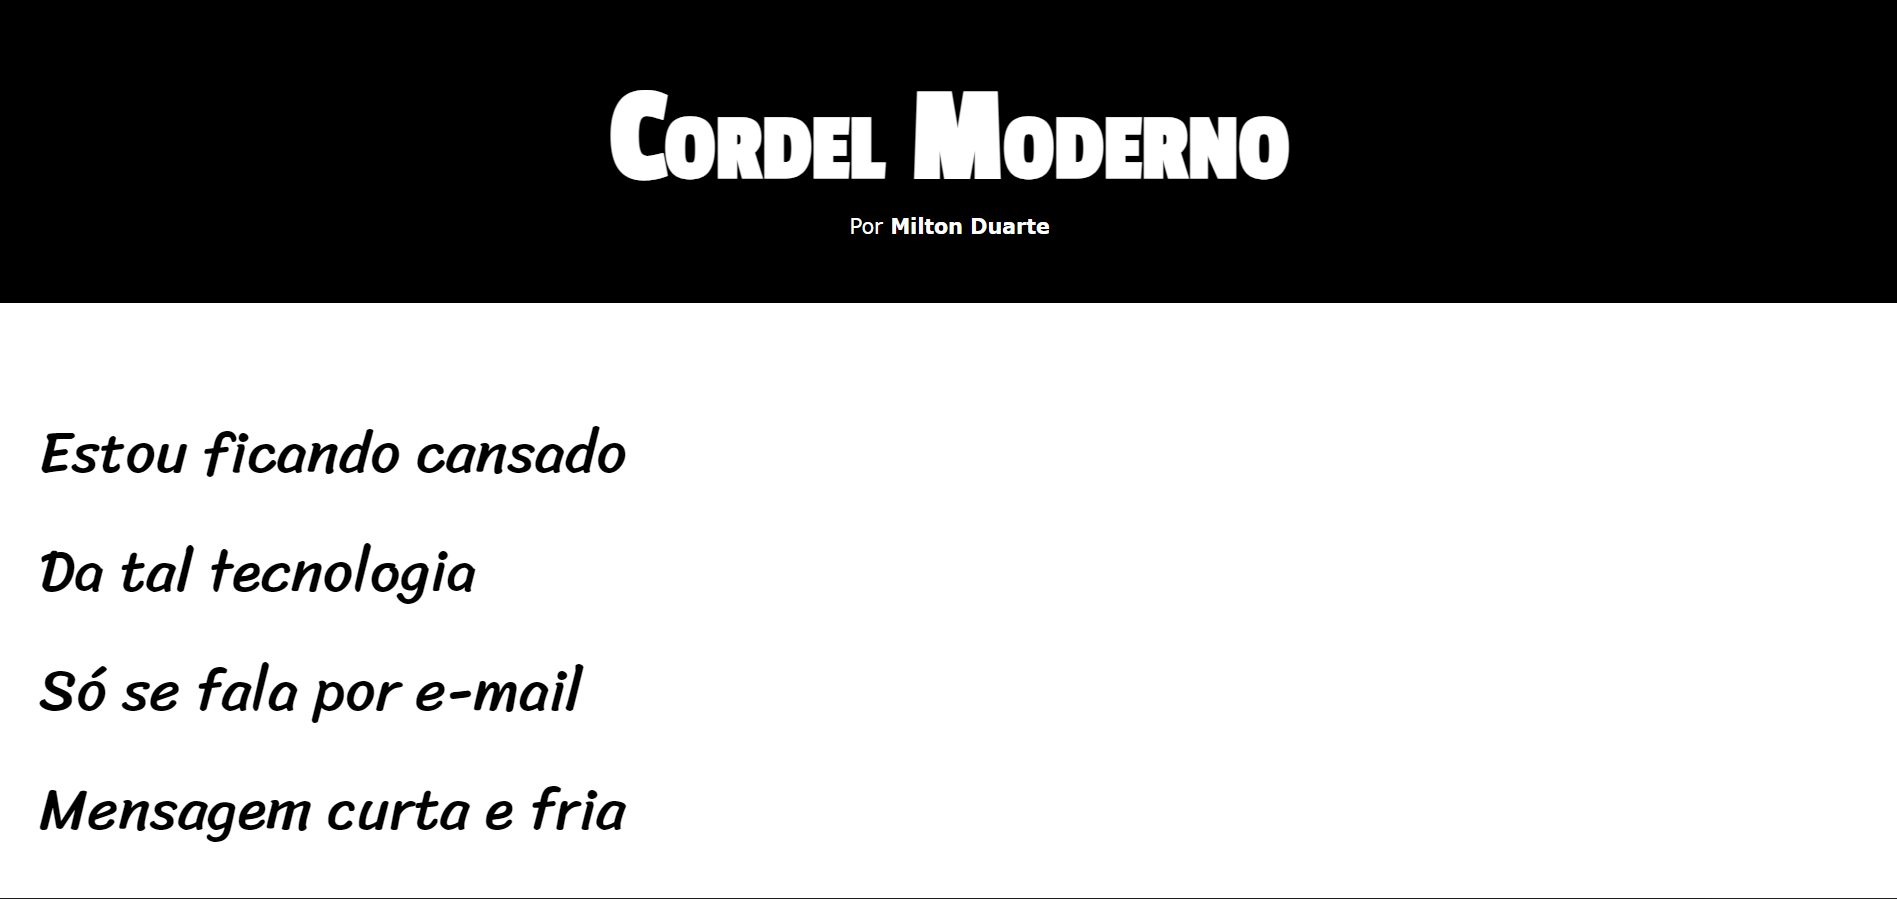 Cordel Moderno
Por Milton Duarte
Estou ficando cansado
Da tal tecnologia
Só se fala por e-mail
Mensagem curta e fria